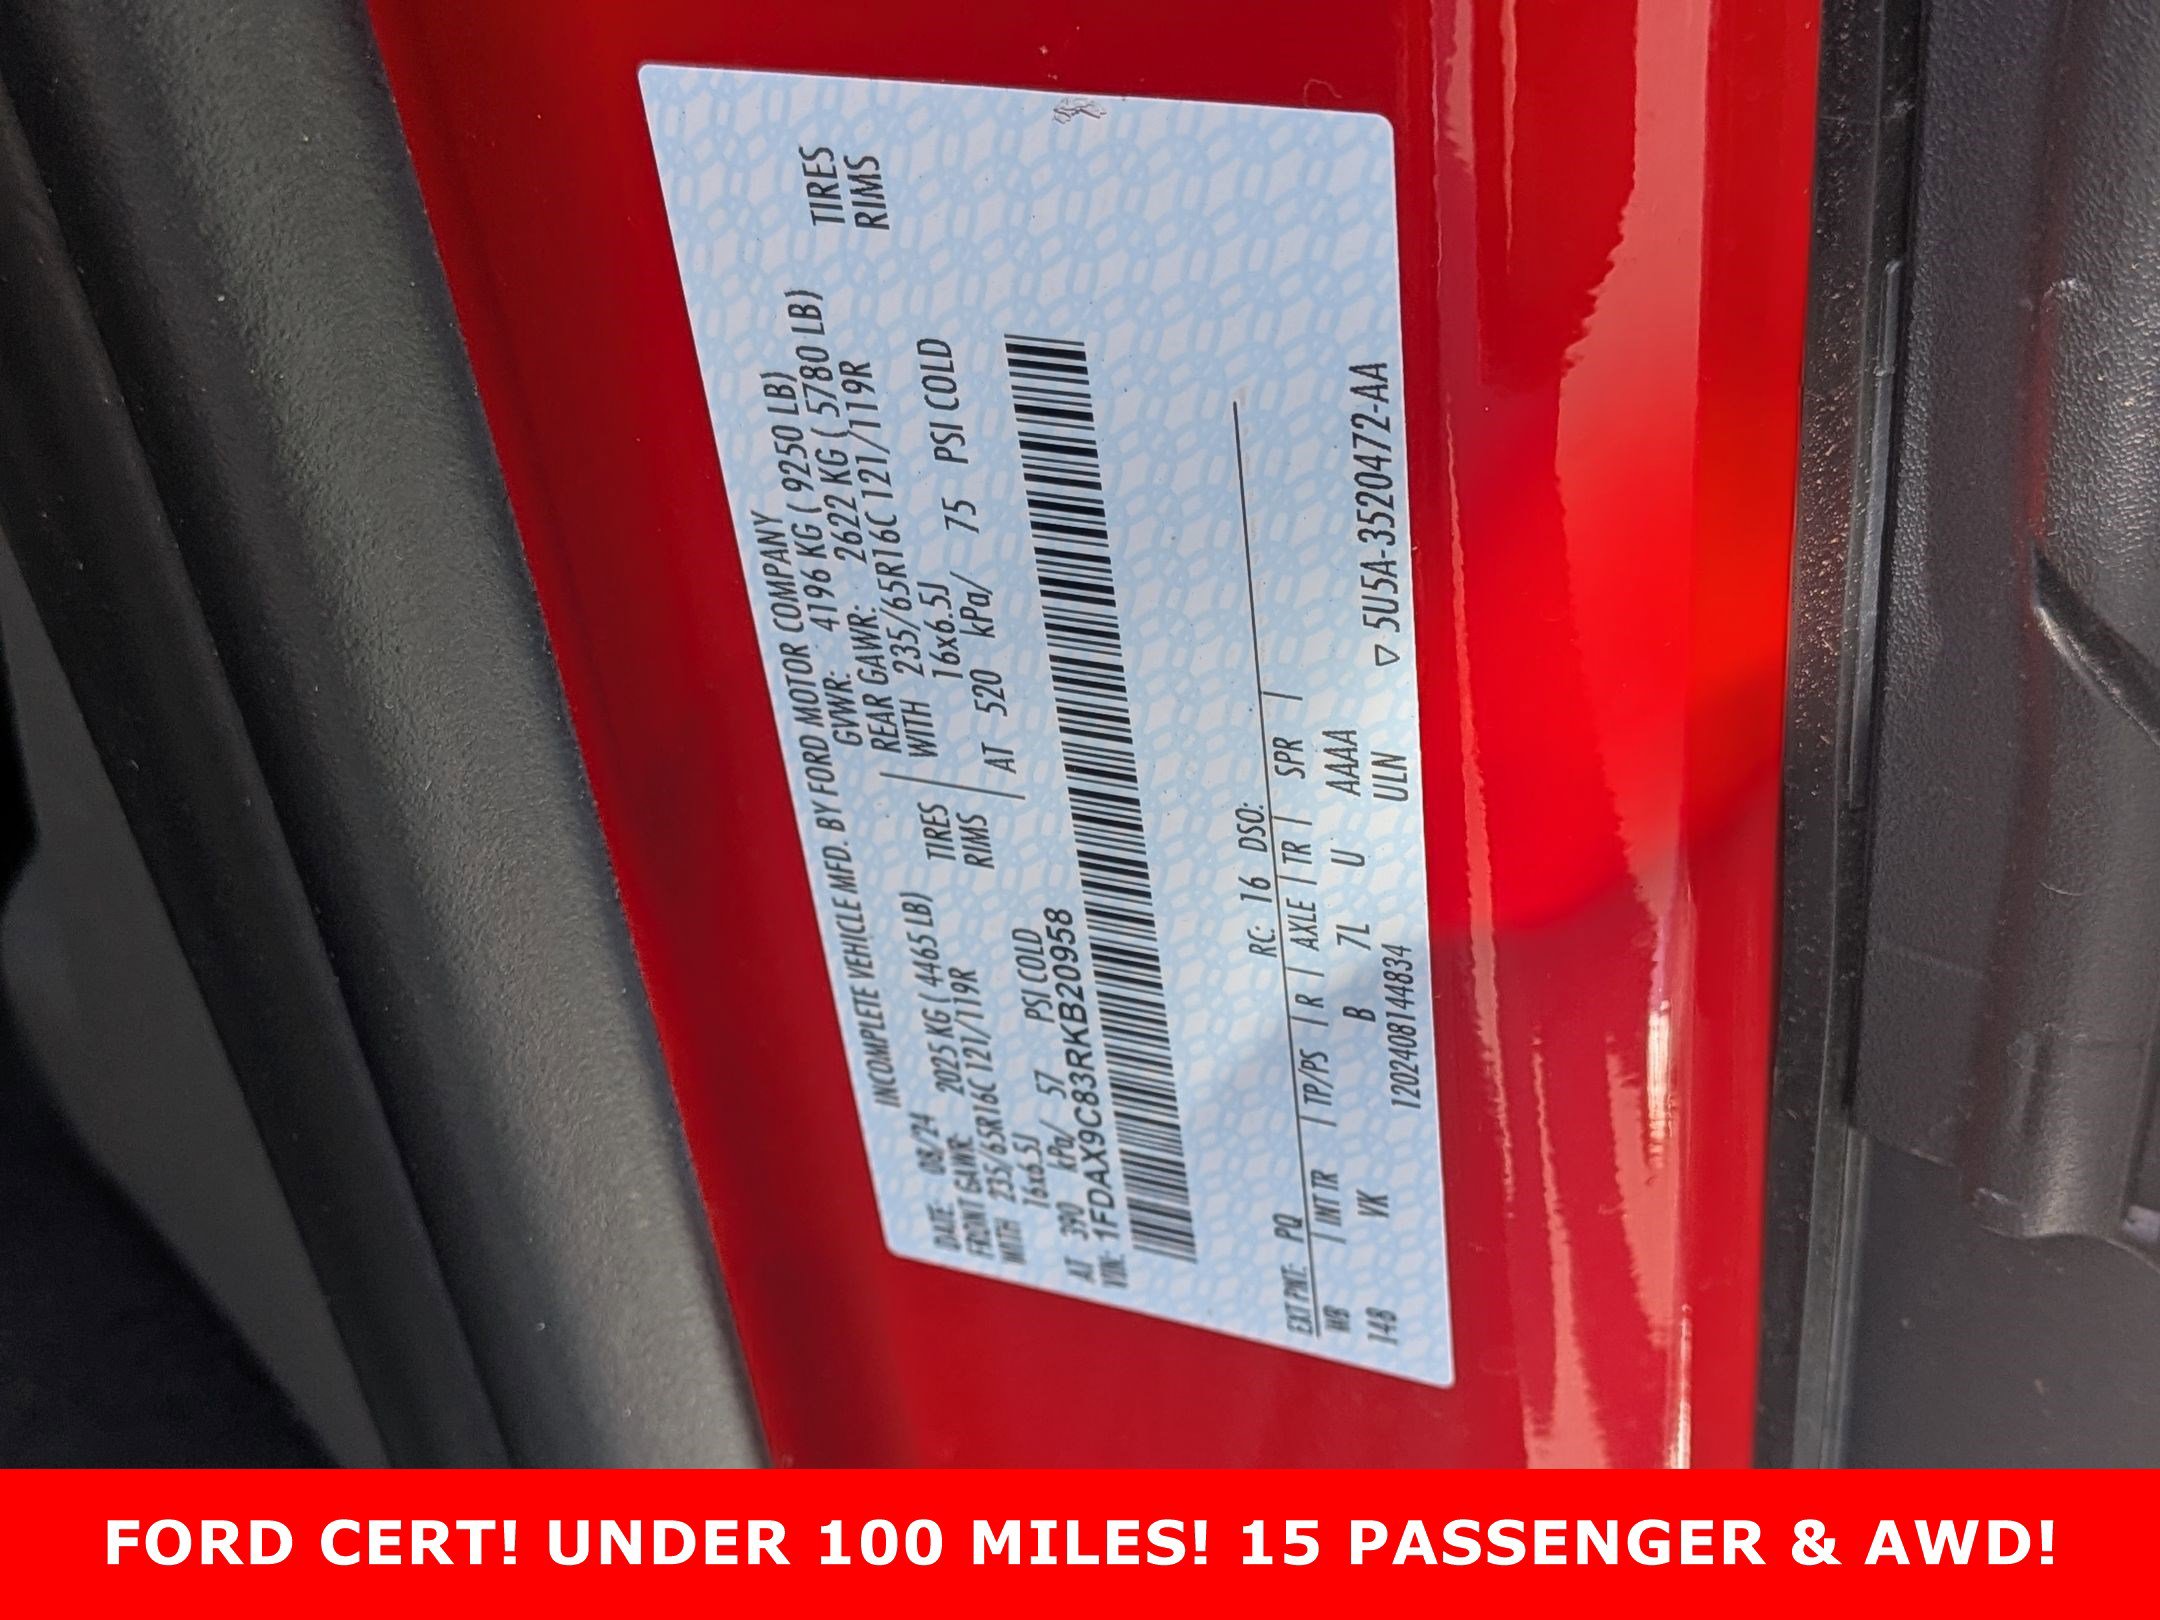 INCOMPLETE VEHICLE MFD. BY FORD MOTOR COMPANY
DATE: 08/24 GVWR: 4196 KG ( 9250 LB)
FRONT GAWR: 2025 KG ( 4465 LB) REAR GAWR: 2622 KG ( 5780 LB)
WITH 235/65R16C 121/119R TIRES WITH 235/65R16C 121/119R TIRES
16x6.5J RIMS 16x6.5J RIMS
AT 390 kPa/ 57 PSI COLD AT 520 kPa/ 75 PSI COLD
VIN: 1FDAX9C83RKB20958
EXT PNT: PQ RC: 16 DSO:
WB INT TR TP/PS R AXLE TR SPR
148 VK B 7L U AAAA
1202408144834 ULN ▽ 5U5A-3520472-AA
FORD CERT! UNDER 100 MILES! 15 PASSENGER & AWD!